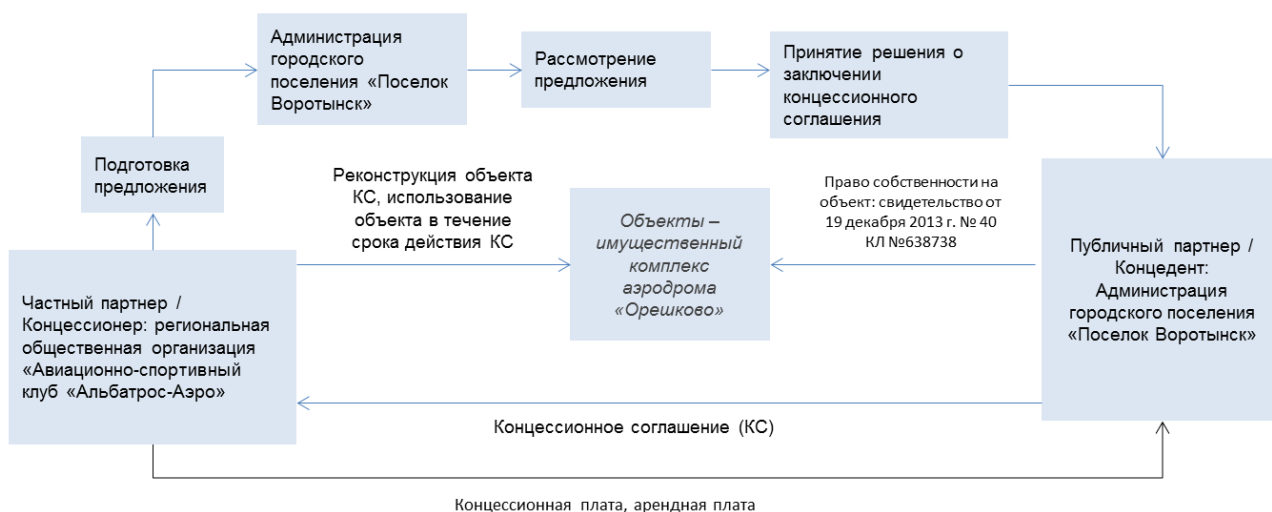 Администрация
городского
поселения «Поселок
Воротынск»
Рассмотрение
предложения
Принятие решения о
заключении
концессионного
соглашения
Подготовка
предложения
Реконструкция объекта
КС, использование
объекта в течение
срока действия КС
Объекты –
имущественный
комплекс
аэродрома
«Орешково»
Право собственности на
объект: свидетельство от
19 декабря 2013 г. № 40
КЛ №638738
Публичный партнер /
Концедент:
Администрация
городского поселения
«Поселок Воротынск»
Частный партнер /
Концессионер: региональная
общественная организация
«Авиационно-спортивный
клуб «Альбатрос-Аэро»
Концессионное соглашение (КС)
Концессионная плата, арендная плата